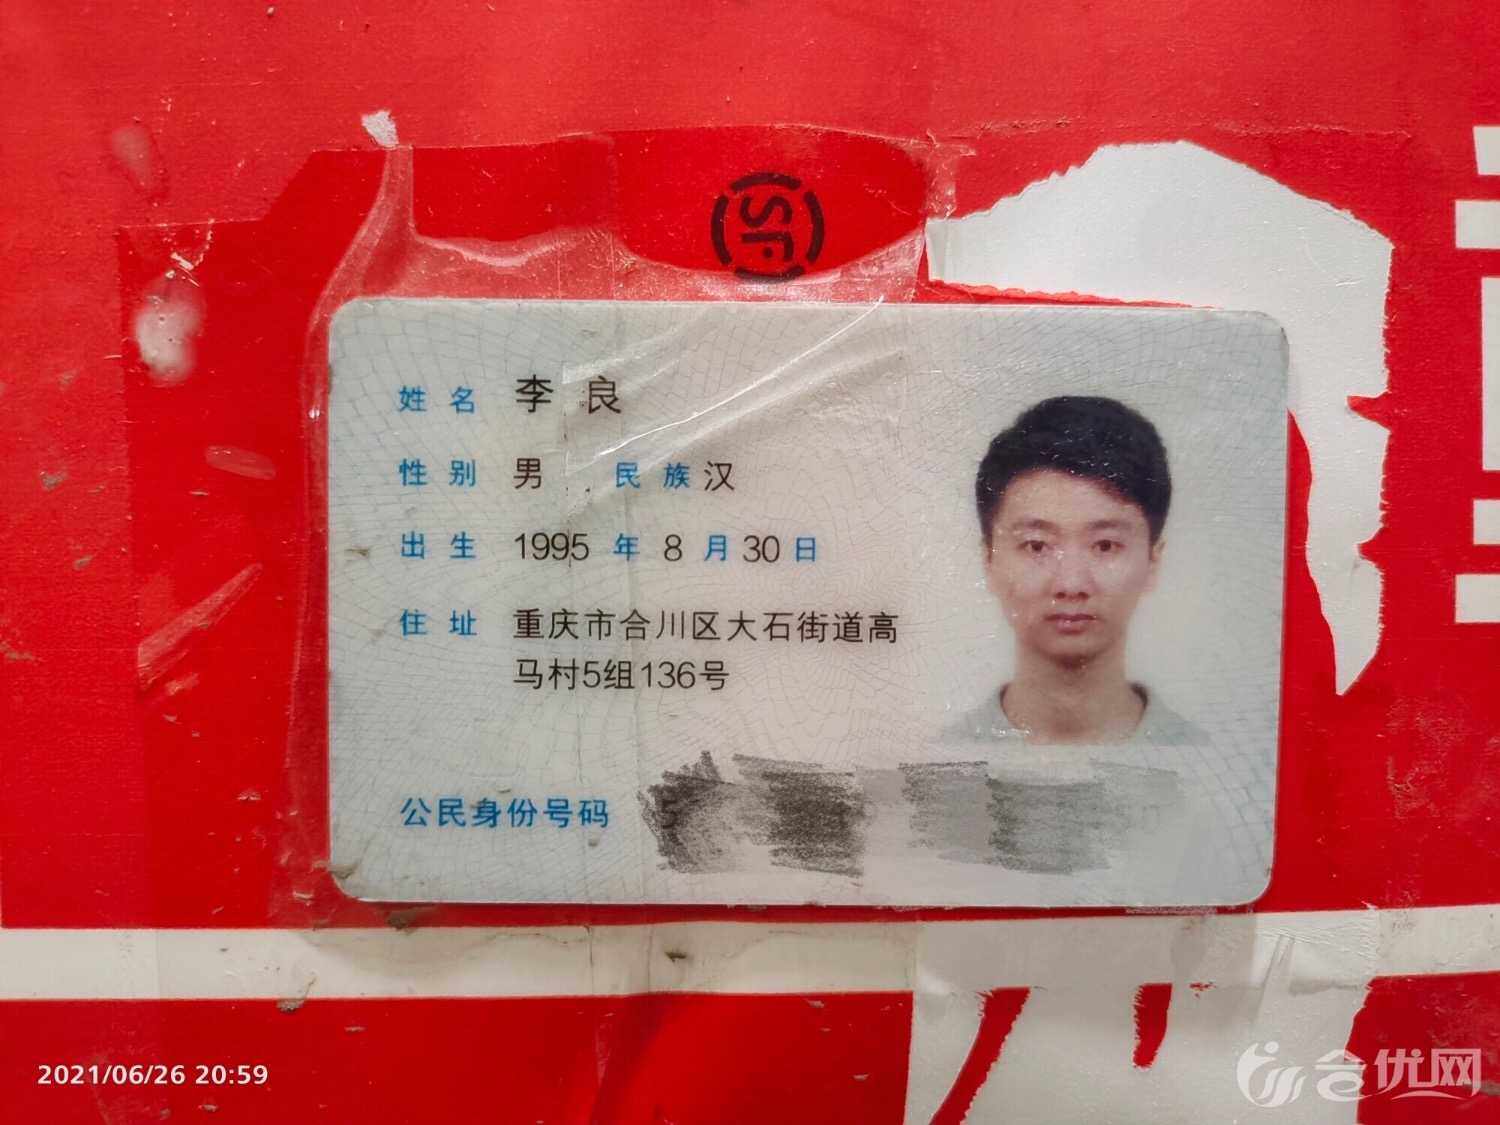 SF
姓名 李良
性别 男 民族 汉
出生 1995 年 8 月 30 日
住址 重庆市合川区大石街道高
马村5组136号
公民身份号码
2021/06/26 20:59
合优网